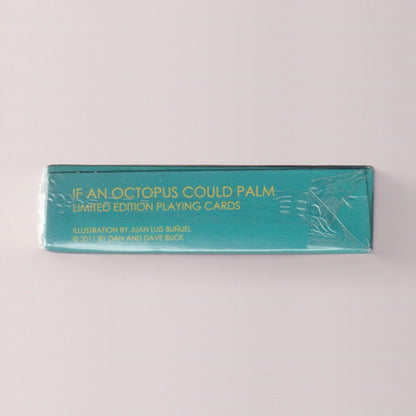 IF AN OCTOPUS COULD PALM
LIMITED EDITION PLAYING CARDS
ILLUSTRATION BY JUAN LUIS BUÑUEL
© 2011 BY DAN AND DAVE BUCK